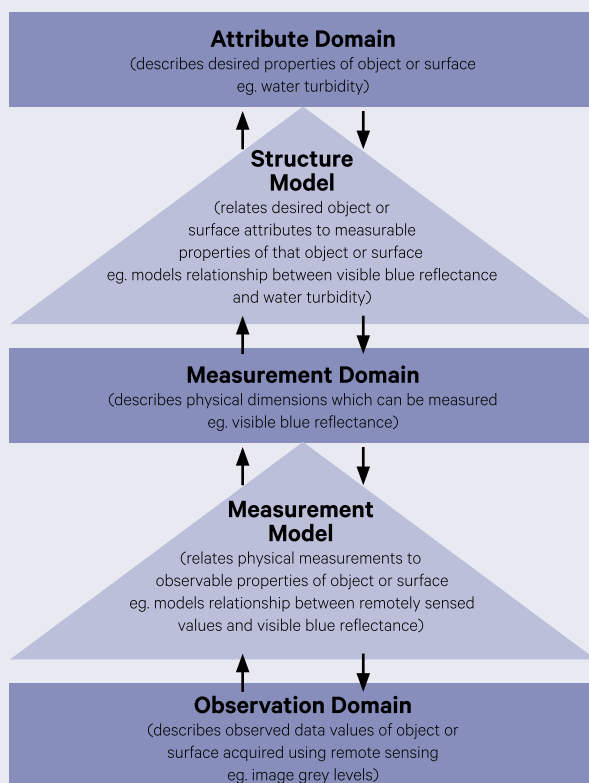 Attribute Domain
(describes desired properties of object or surface
eg. water turbidity)
Structure
Model
(relates desired object or
surface attributes to measurable
properties of that object or surface
eg. models relationship between visible blue reflectance
and water turbidity)
Measurement Domain
(describes physical dimensions which can be measured
eg. visible blue reflectance)
Measurement
Model
(relates physical measurements to
observable properties of object or surface
eg. models relationship between remotely sensed
values and visible blue reflectance)
Observation Domain
(describes observed data values of object or
surface acquired using remote sensing
eg. image grey levels)